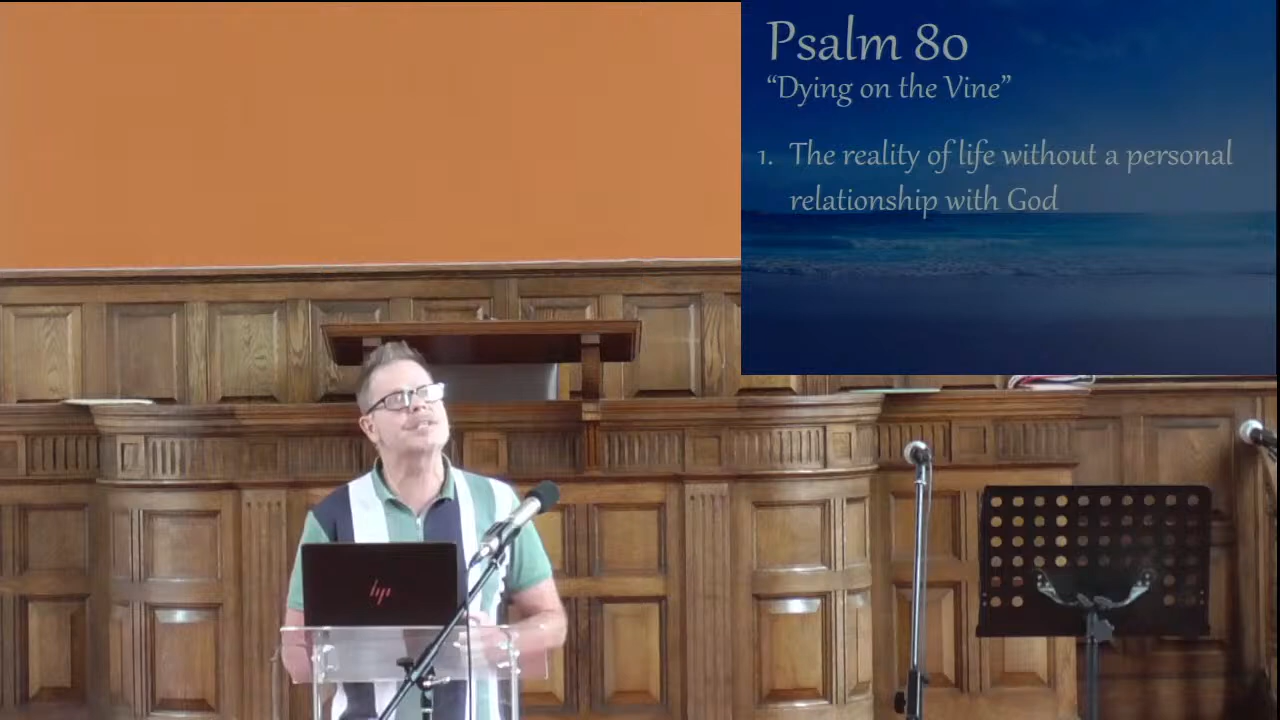 Psalm 80
“Dying on the Vine”
1. The reality of life without a personal
relationship with God
hp